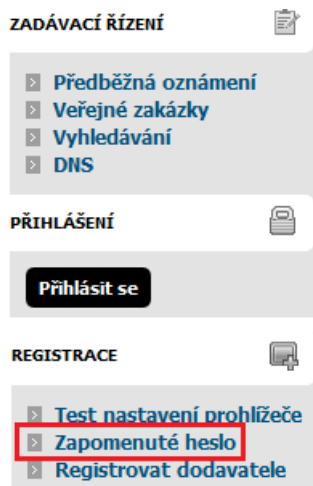 ZADÁVACÍ ŘÍZENÍ
Předběžná oznámení
Veřejné zakázky
Vyhledávání
DNS
PŘIHLÁŠENÍ
Přihlásit se
REGISTRACE
Test nastavení prohlížeče
Zapomenuté heslo
Registrovat dodavatele